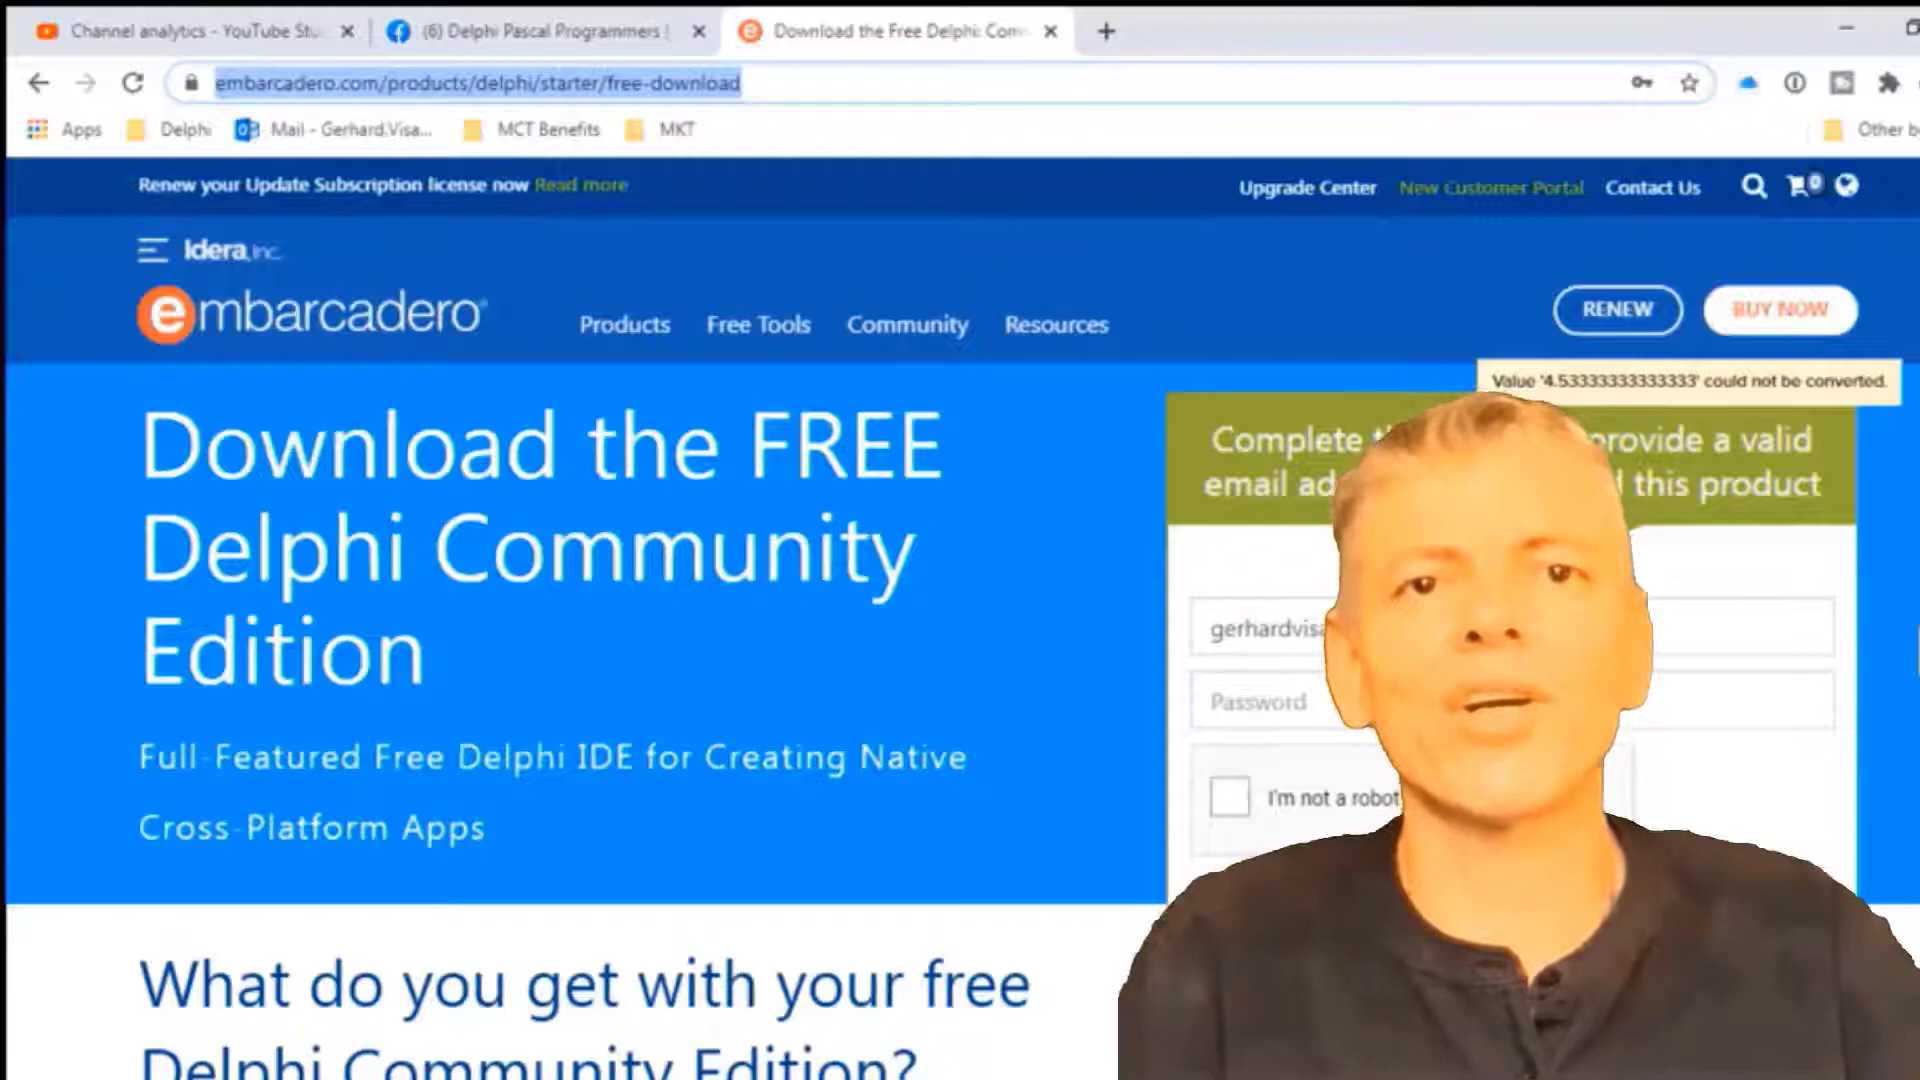 Channel analytics - YouTube Stu
(6) Delphi Pascal Programmers |
Download the Free Delphi Com
embarcadero.com/products/delphi/starter/free-download
Apps
Delphi
Mail - Gerhard.Visa...
MCT Benefits
MKT
Other b
Renew your Update Subscription license now Read more
Upgrade Center
New Customer Portal
Contact Us
0
Idera, Inc.
embarcadero®
Products
Free Tools
Community
Resources
RENEW
BUY NOW
Value '4.53333333333333' could not be converted.
Download the FREE
Delphi Community
Edition
Full-Featured Free Delphi IDE for Creating Native
Cross-Platform Apps
Complete provide a valid
email ad this product
gerhardvisa
Password
I'm not a robot
What do you get with your free
Delphi Community Edition?